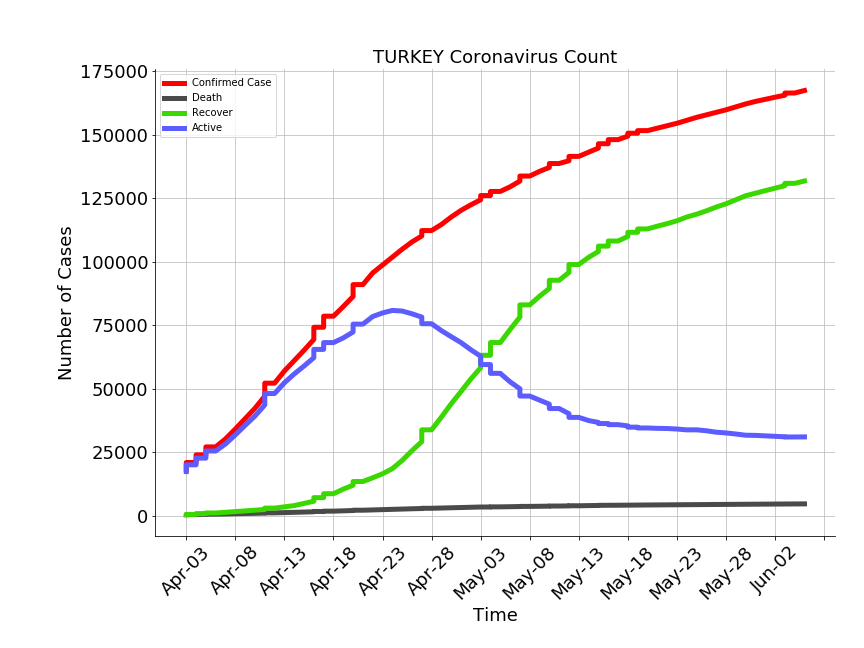 TURKEY Coronavirus Count
Confirmed Case
Death
Recover
Active
Number of Cases
175000
150000
125000
100000
75000
50000
25000
0
Apr-03
Apr-08
Apr-13
Apr-18
Apr-23
Apr-28
May-03
May-08
May-13
May-18
May-23
May-28
Jun-02
Time